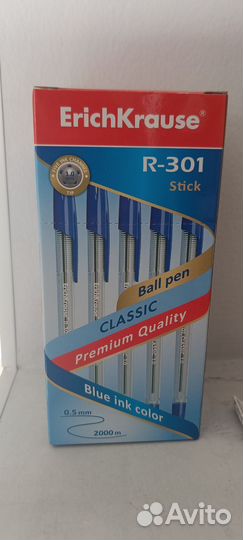 ErichKrause®
R-301
Stick
Ball pen
CLASSIC
Premium Quality
Blue ink color
0.5 mm
2000 m
Avito